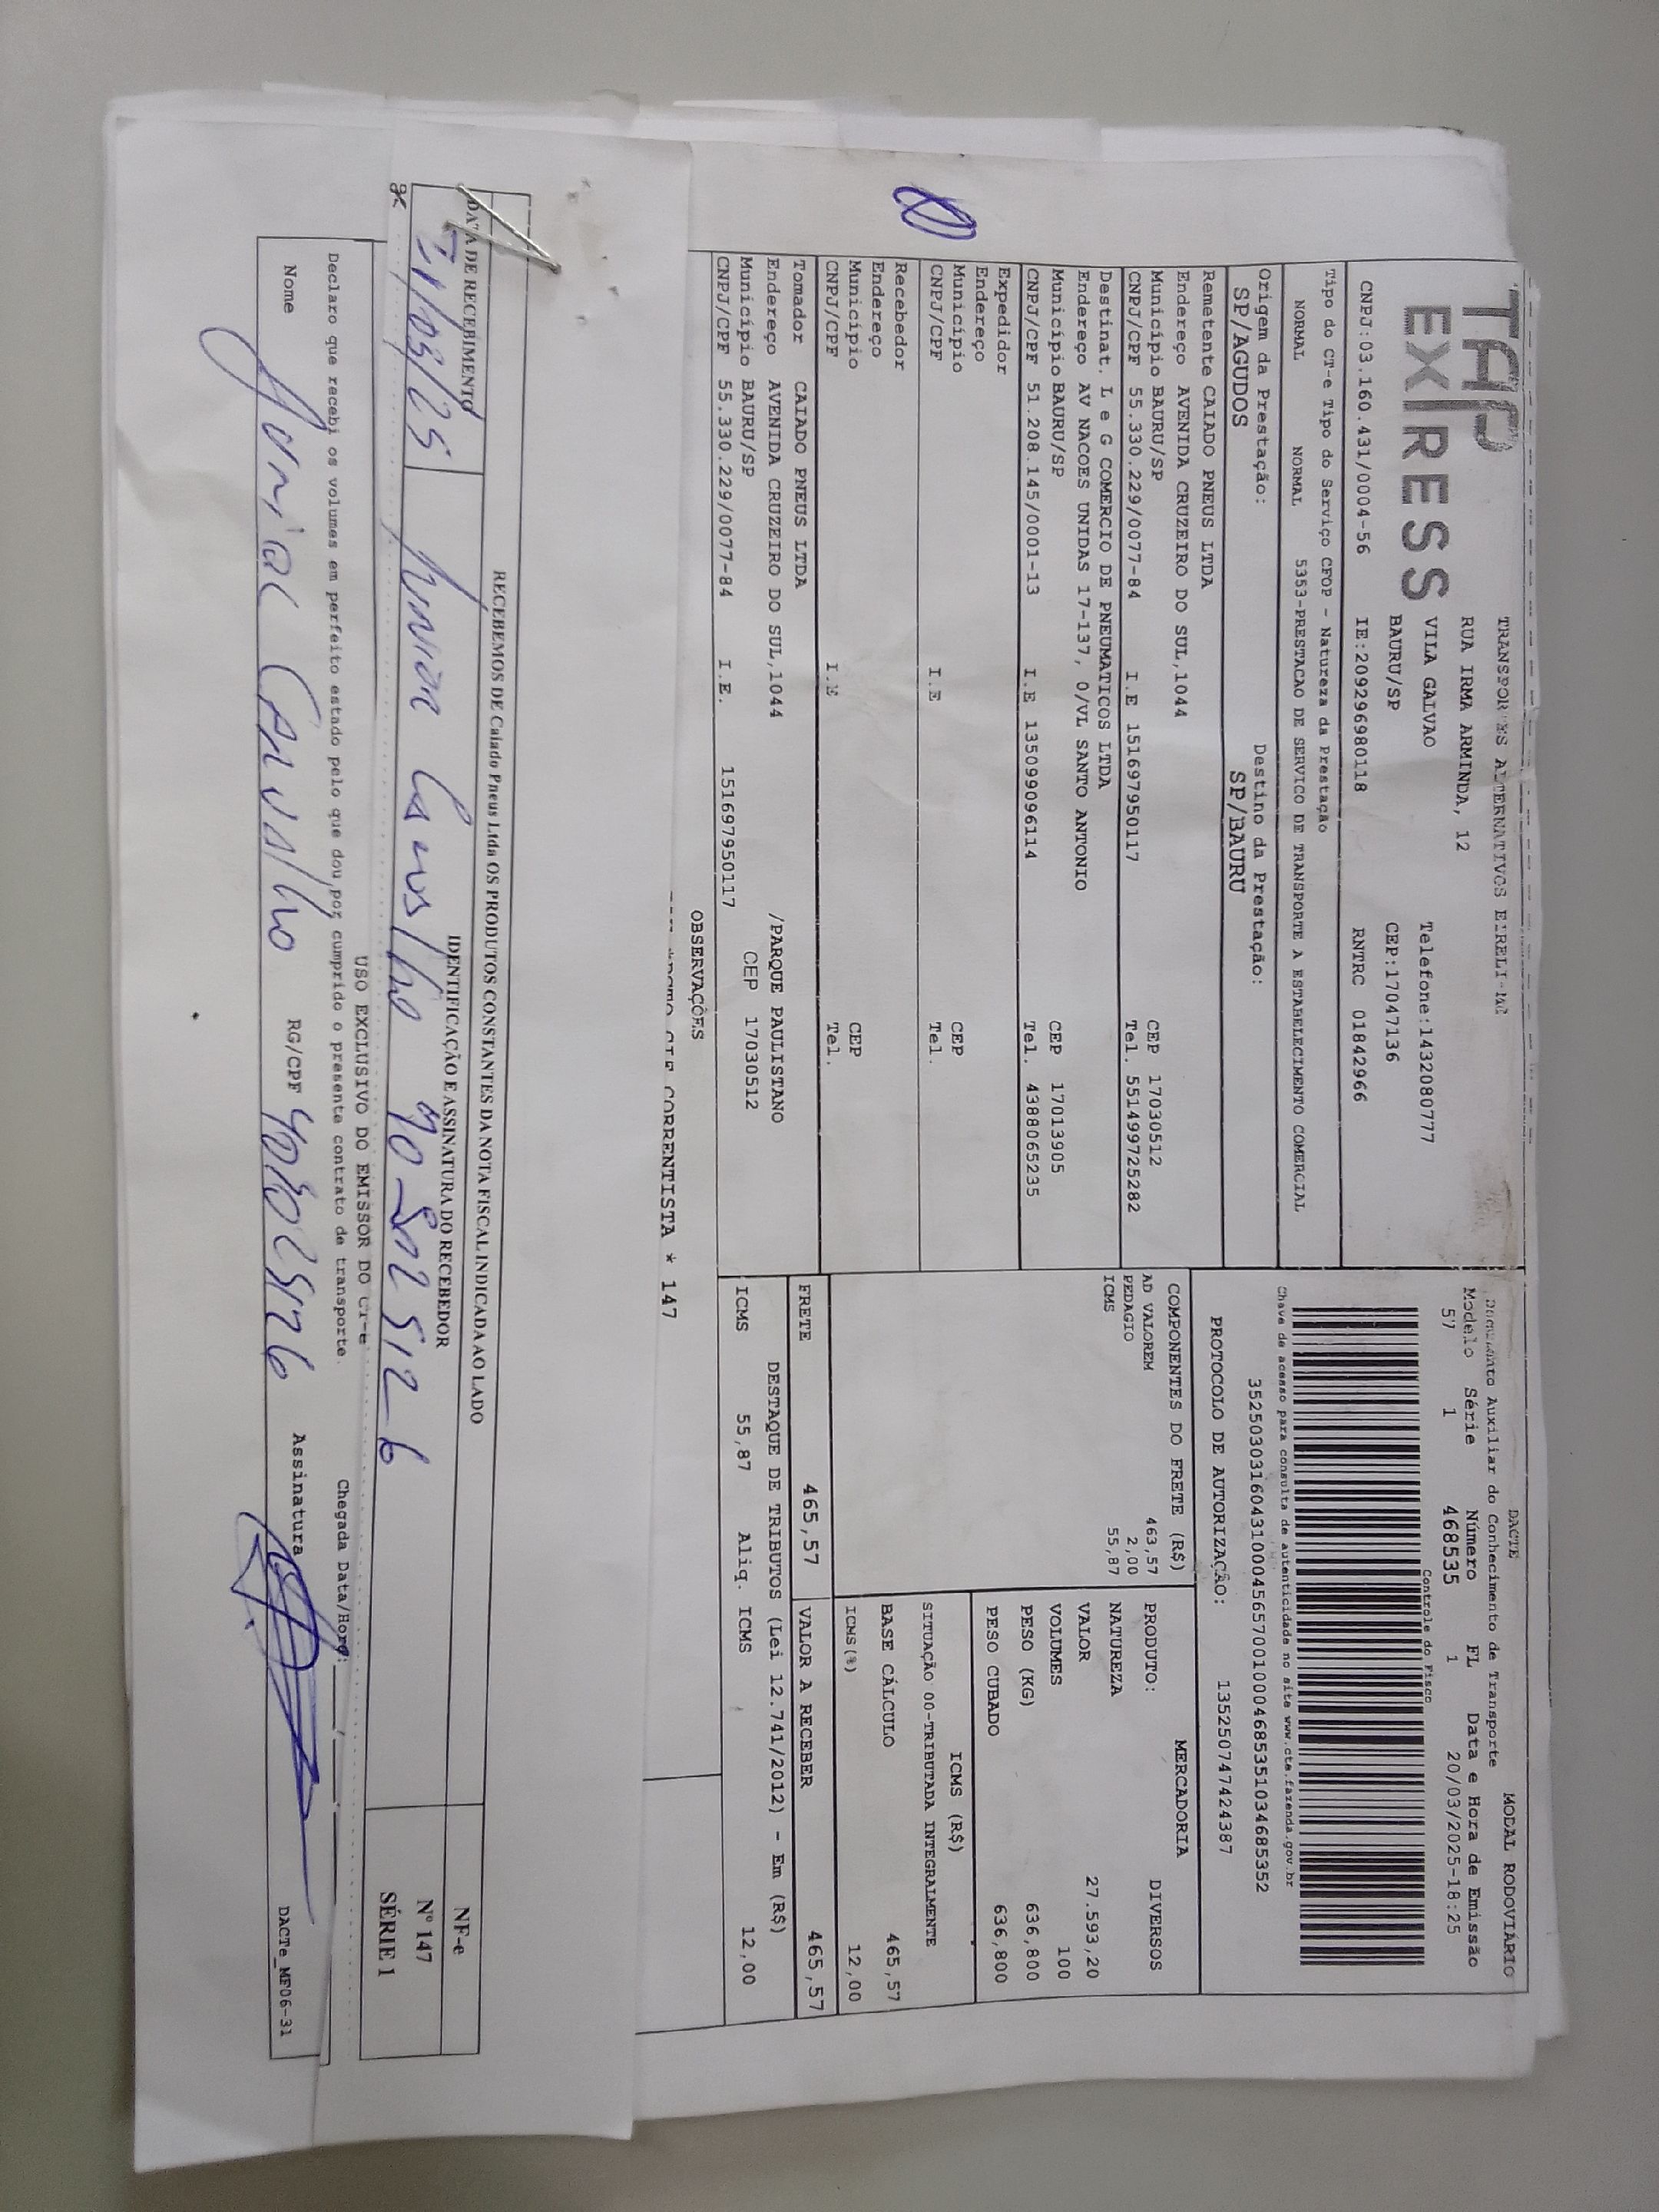 TAP EXPRESS
TRANSPORTES ALTERNATIVOS EIRELI-ME
RUA IRMA ARMINDA, 12
VILA GALVAO Telefone:1432080777
BAURU/SP CEP:17047136
CNPJ:03.160.431/0004-56 IE:209296980118 RNTRC 01842966
DACTE MODAL RODOVIÁRIO
Documento Auxiliar do Conhecimento de Transporte
Modelo Série Número FL Data e Hora de Emissão
57 1 468535 1 20/03/2025-18:25
Controle do Fisco
Chave de acesso para consulta de autenticidade no site www.cte.fazenda.gov.br
35250303160431000456570010004685351034685352
PROTOCOLO DE AUTORIZAÇÃO: 135250747424387
Tipo do CT-e Tipo do Serviço CFOP - Natureza da Prestação
NORMAL NORMAL 5353-PRESTACAO DE SERVICO DE TRANSPORTE A ESTABELECIMENTO COMERCIAL
Origem da Prestação: Destino da Prestação:
SP/AGUDOS SP/BAURU
Remetente CAIADO PNEUS LTDA
Endereço AVENIDA CRUZEIRO DO SUL,1044
Município BAURU/SP CEP 17030512
CNPJ/CPF 55.330.229/0077-84 I.E 151697950117 Tel. 5514997725282
Destinat. L e G COMERCIO DE PNEUMATICOS LTDA
Endereço AV NACOES UNIDAS 17-137, 0/VL SANTO ANTONIO
Município BAURU/SP CEP 17013905
CNPJ/CPF 51.208.145/0001-13 I.E 135099096114 Tel. 4388065235
Expedidor
Endereço
Município CEP
CNPJ/CPF I.E Tel.
Recebedor
Endereço
Município CEP
CNPJ/CPF I.E Tel.
Tomador CAIADO PNEUS LTDA
Endereço AVENIDA CRUZEIRO DO SUL,1044 /PARQUE PAULISTANO
Município BAURU/SP CEP 17030512
CNPJ/CPF 55.330.229/0077-84 I.E. 151697950117
COMPONENTES DO FRETE (R$)
AD VALOREM 463,57
PEDAGIO 2,00
ICMS 55,87
MERCADORIA
PRODUTO: DIVERSOS
NATUREZA
VALOR 27.593,20
VOLUMES 100
PESO (KG) 636,800
PESO CUBADO 636,800
ICMS (R$)
SITUAÇÃO 00-TRIBUTADA INTEGRALMENTE
BASE CÁLCULO 465,57
ICMS(%) 12,00
FRETE 465,57 VALOR A RECEBER 465,57
DESTAQUE DE TRIBUTOS (Lei 12.741/2012) - Em (R$)
ICMS 55,87 Aliq. ICMS 12,00
OBSERVAÇÕES
CIF CORRENTISTA * 147
RECEBEMOS DE Caiado Pneus Ltda OS PRODUTOS CONSTANTES DA NOTA FISCAL INDICADA AO LADO
DATA DE RECEBIMENTO IDENTIFICAÇÃO E ASSINATURA DO RECEBEDOR
NF-e
Nº 147
SÉRIE 1
USO EXCLUSIVO DO EMISSOR DO CT-e
Declaro que recebi os volumes em perfeito estado pelo que dou por cumprido o presente contrato de transporte. Chegada Data/Hora:
Nome Junior Carvalho RG/CPF Assinatura
DACTe_MF06-31